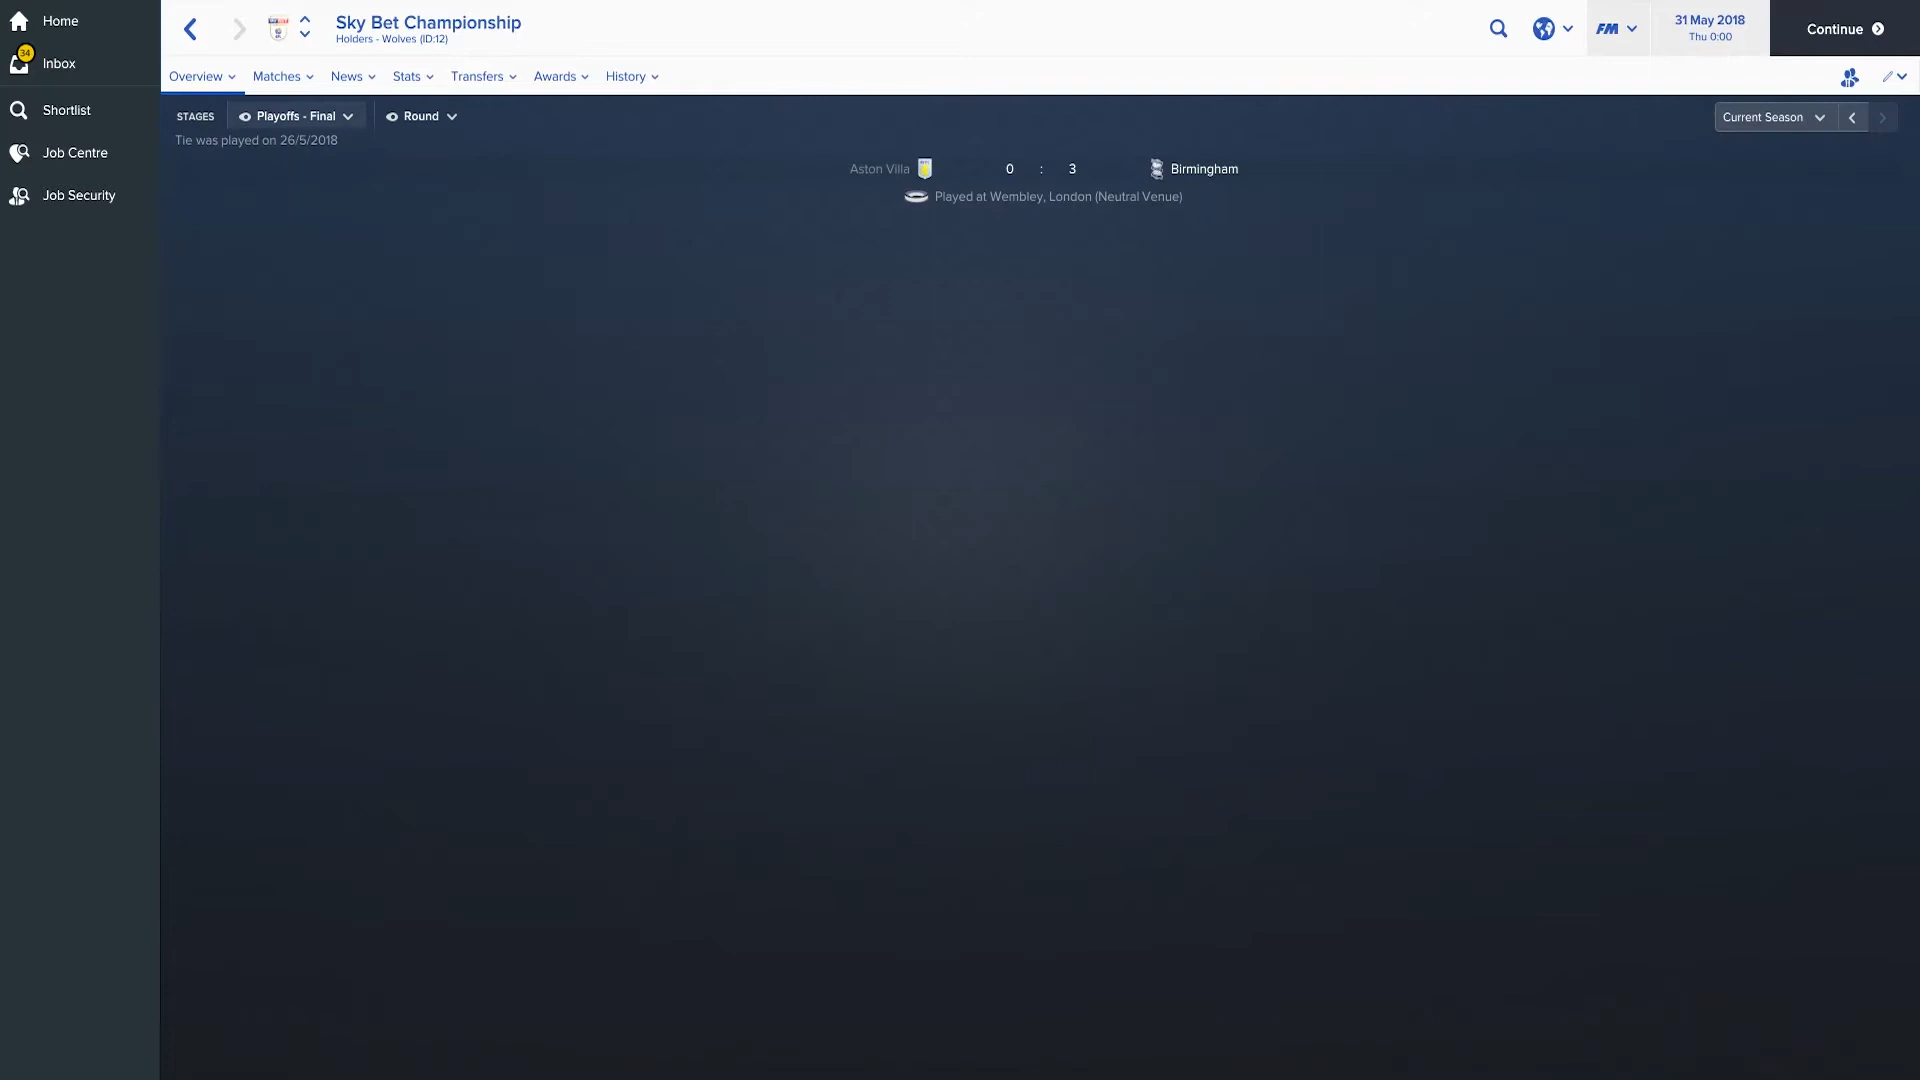 Home
34
Inbox
Shortlist
Job Centre
Job Security
Sky Bet Championship
Holders - Wolves (ID:12)
FM
31 May 2018
Thu 0:00
Continue
Overview
Matches
News
Stats
Transfers
Awards
History
STAGES
Playoffs - Final
Round
Current Season
Tie was played on 26/5/2018
Aston Villa 0 : 3 Birmingham
Played at Wembley, London (Neutral Venue)